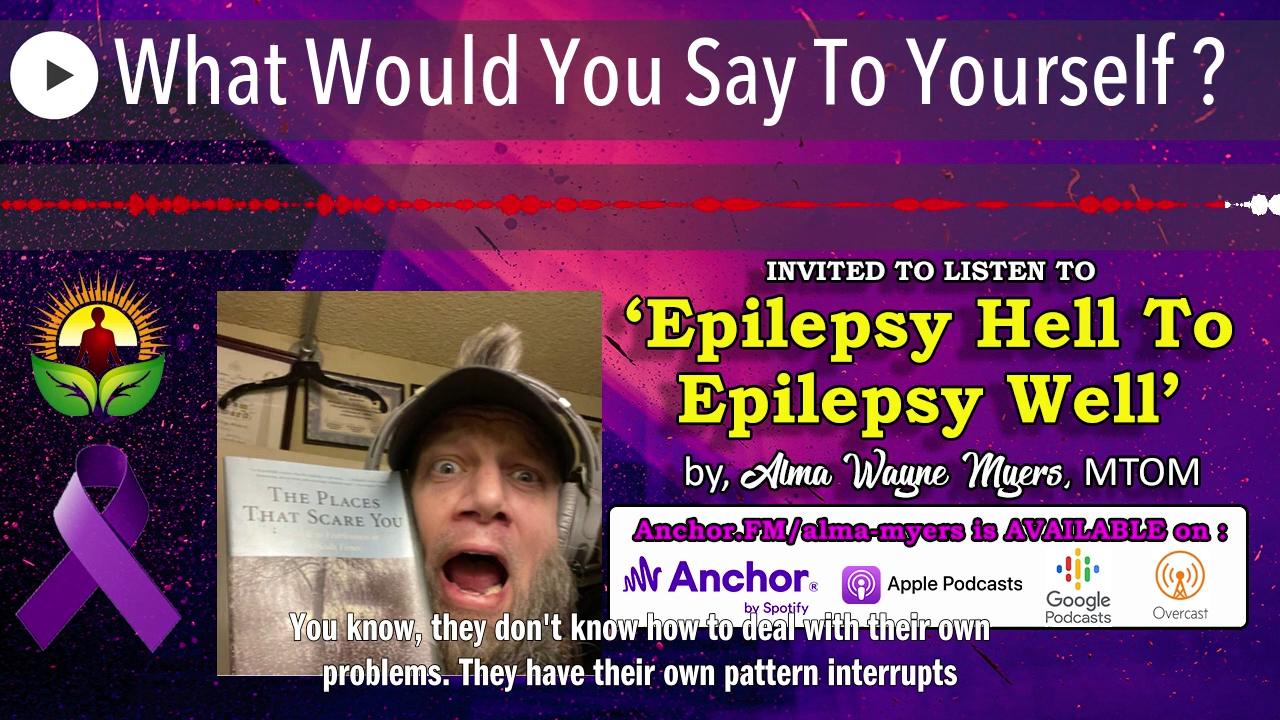 What Would You Say To Yourself ?
INVITED TO LISTEN TO
‘Epilepsy Hell To
Epilepsy Well’
by, Alma Wayne Myers, MTOM
THE PLACES
THAT SCARE YOU
Anchor.FM/alma-myers is AVAILABLE on :
Anchor®
by Spotify
Apple Podcasts
Google
Podcasts
Overcast
You know, they don't know how to deal with their own
problems. They have their own pattern interrupts